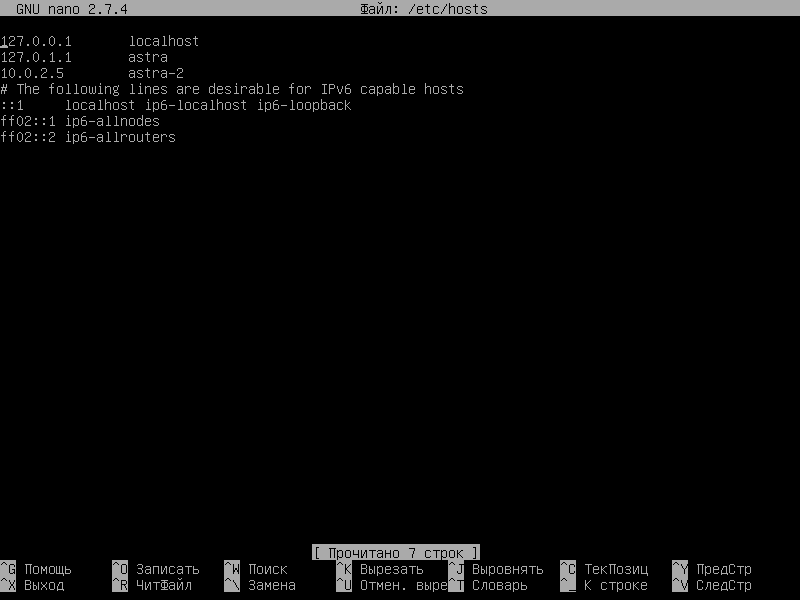 GNU nano 2.7.4 Файл: /etc/hosts
127.0.0.1 localhost
127.0.1.1 astra
10.0.2.5 astra-2
# The following lines are desirable for IPv6 capable hosts
::1 localhost ip6-localhost ip6-loopback
ff02::1 ip6-allnodes
ff02::2 ip6-allrouters
[ Прочитано 7 строк ]
^G Помощь ^O Записать ^W Поиск ^K Вырезать ^J Выровнять ^C ТекПозиц ^Y ПредСтр
^X Выход ^R ЧитФайл ^\ Замена ^U Отмен. выре ^T Словарь ^_ К строке ^V СледСтр